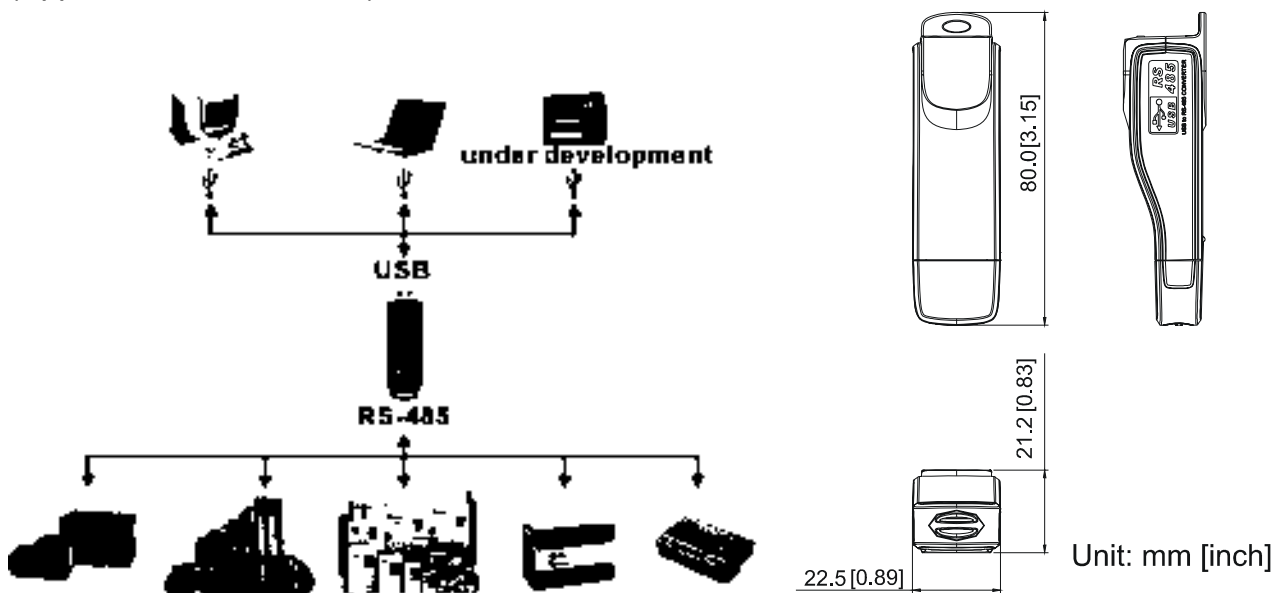 under development
USB
RS-485
80.0[3.15]
RS
485
USB
USB to RS-485 CONVERTER
21.2[0.83]
22.5[0.89]
Unit: mm [inch]